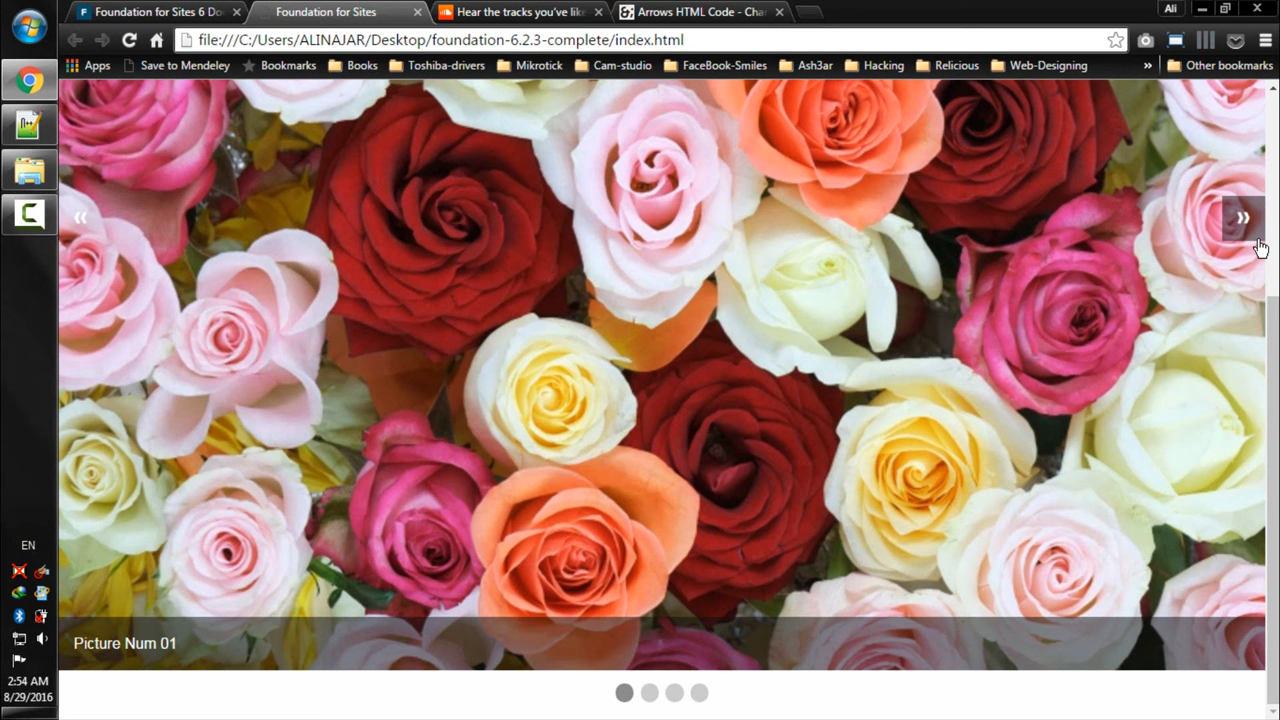 Foundation for Sites 6 Do
Foundation for Sites
Hear the tracks you've lik
Arrows HTML Code - Cha
Ali
file:///C:/Users/ALINAJAR/Desktop/foundation-6.2.3-complete/index.html
Apps
Save to Mendeley
Bookmarks
Books
Toshiba-drivers
Mikrotick
Cam-studio
FaceBook-Smiles
Ash3ar
Hacking
Relicious
Web-Designing
»
Other bookmarks
«
»
Picture Num 01
EN
2:54 AM
8/29/2016